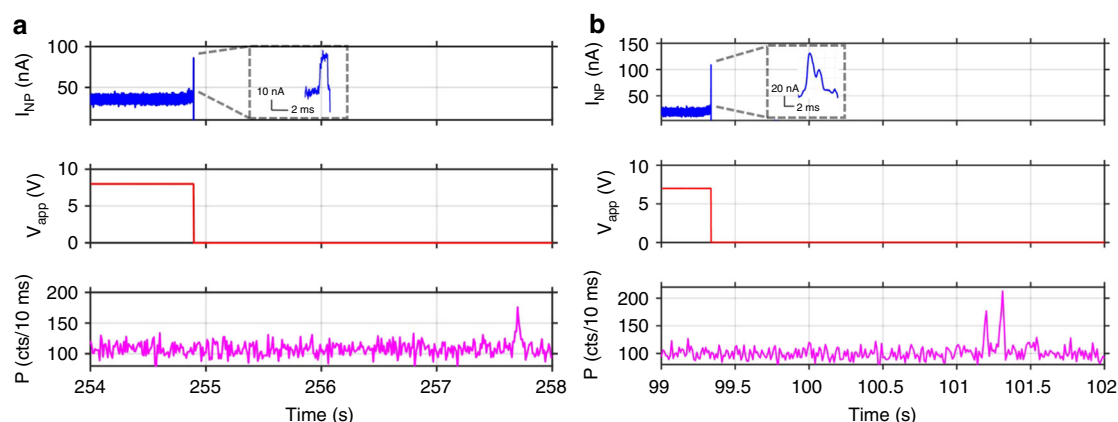 a
I_NP (nA)
100
50
10 nA
2 ms
V_app (V)
10
5
0
P (cts/10 ms)
200
150
100
254 255 256 257 258
Time (s)
b
I_NP (nA)
150
100
50
20 nA
2 ms
V_app (V)
10
5
0
P (cts/10 ms)
200
150
100
99 99.5 100 100.5 101 101.5 102
Time (s)